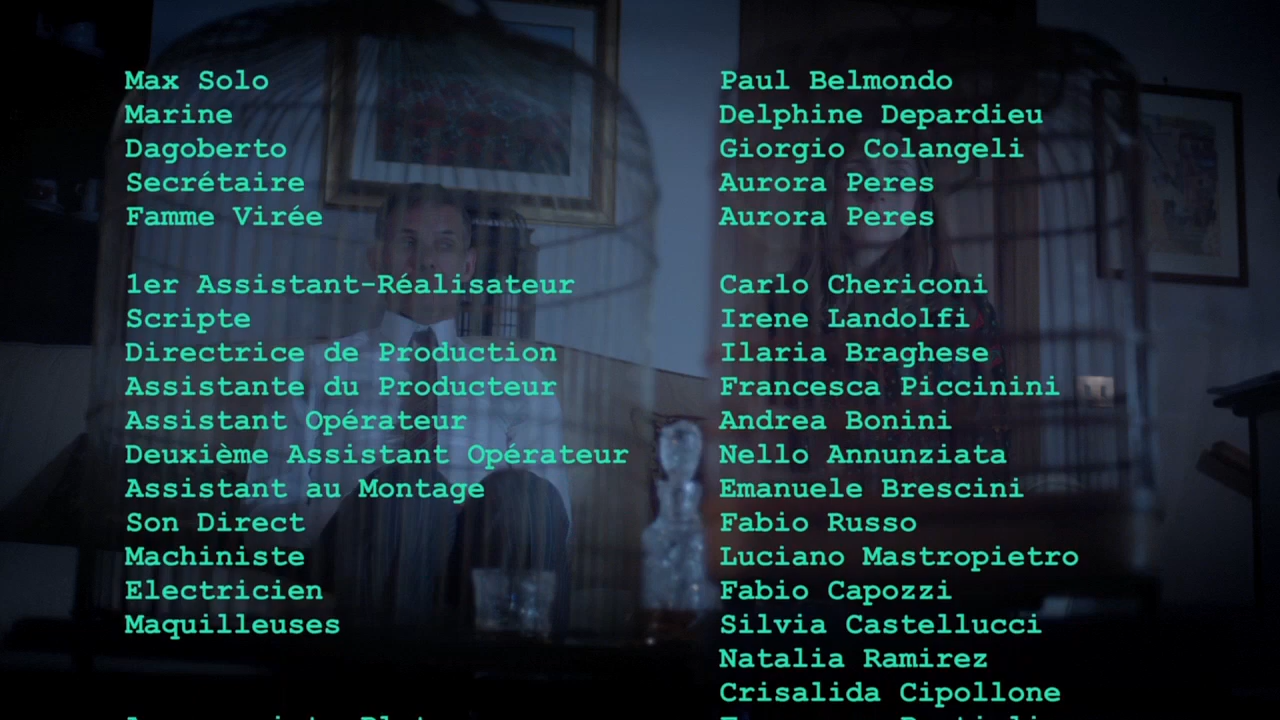 Max Solo Paul Belmondo
Marine Delphine Depardieu
Dagoberto Giorgio Colangeli
Secrétaire Aurora Peres
Famme Virée Aurora Peres
1er Assistant-Réalisateur Carlo Chericoni
Scripte Irene Landolfi
Directrice de Production Ilaria Braghese
Assistante du Producteur Francesca Piccinini
Assistant Opérateur Andrea Bonini
Deuxième Assistant Opérateur Nello Annunziata
Assistant au Montage Emanuele Brescini
Son Direct Fabio Russo
Machiniste Luciano Mastropietro
Electricien Fabio Capozzi
Maquilleuses Silvia Castellucci
Natalia Ramirez
Crisalida Cipollone